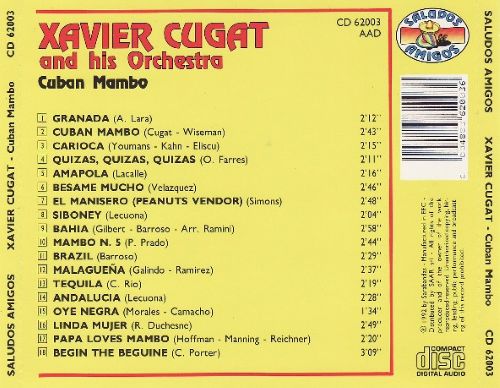 SALUDOS AMIGOS XAVIER CUGAT - Cuban Mambo CD 62003
XAVIER CUGAT
and his Orchestra
Cuban Mambo
CD 62003
AAD
SALUDOS
AMIGOS
1 GRANADA (A. Lara) 2'12"
2 CUBAN MAMBO (Cugat - Wiseman) 2'43"
3 CARIOCA (Youmans - Kahn - Eliscu) 2'15"
4 QUIZAS, QUIZAS, QUIZAS (O. Farres) 2'11"
5 AMAPOLA (Lacalle) 2'16"
6 BESAME MUCHO (Velazquez) 2'46"
7 EL MANISERO (PEANUTS VENDOR) (Simons) 2'48"
8 SIBONEY (Lecuona) 2'04"
9 BAHIA (Gilbert - Barroso - Arr. Ramini) 2'58"
10 MAMBO N. 5 (P. Prado) 2'44"
11 BRAZIL (Barroso) 2'29"
12 MALAGUEÑA (Galindo - Ramirez) 2'37"
13 TEQUILA (C. Rio) 2'19"
14 ANDALUCIA (Lecuona) 2'28"
15 OYE NEGRA (Morales - Camacho) 1'34"
16 LINDA MUJER (R. Duchesne) 2'49"
17 PAPA LOVES MAMBO (Hoffman - Manning - Reichner) 2'20"
18 BEGIN THE BEGUINE (C. Porter) 3'09"
COMPACT
disc
DIGITAL AUDIO
SALUDOS AMIGOS XAVIER CUGAT - Cuban Mambo CD 62003